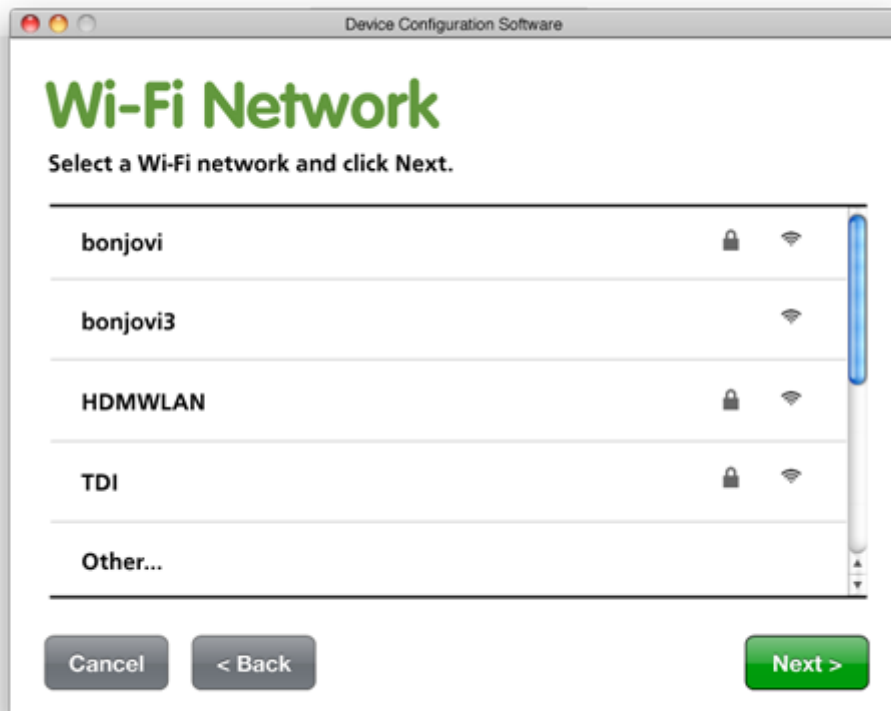 Device Configuration Software
Wi-Fi Network
Select a Wi-Fi network and click Next.
bonjovi
bonjovi3
HDMWLAN
TDI
Other...
Cancel
< Back
Next >